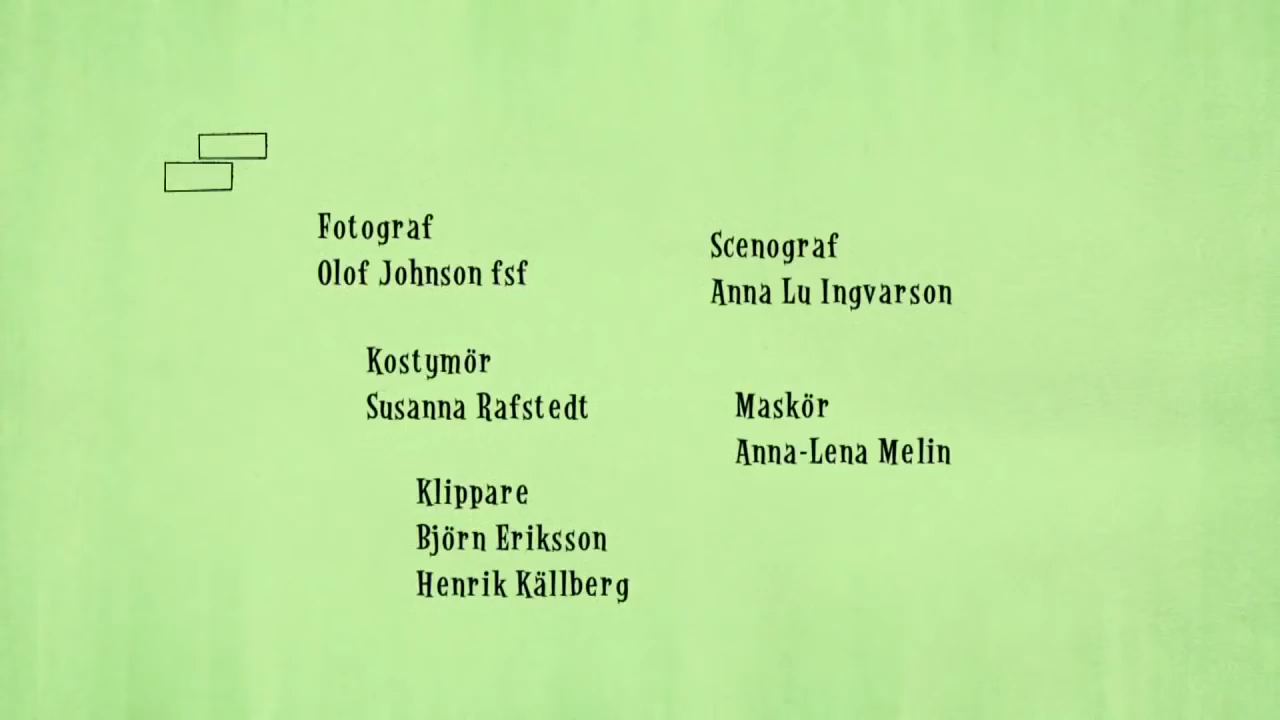 Fotograf
Olof Johnson fsf
Scenograf
Anna Lu Ingvarson
Kostymör
Susanna Rafstedt
Maskör
Anna-Lena Melin
Klippare
Björn Eriksson
Henrik Källberg